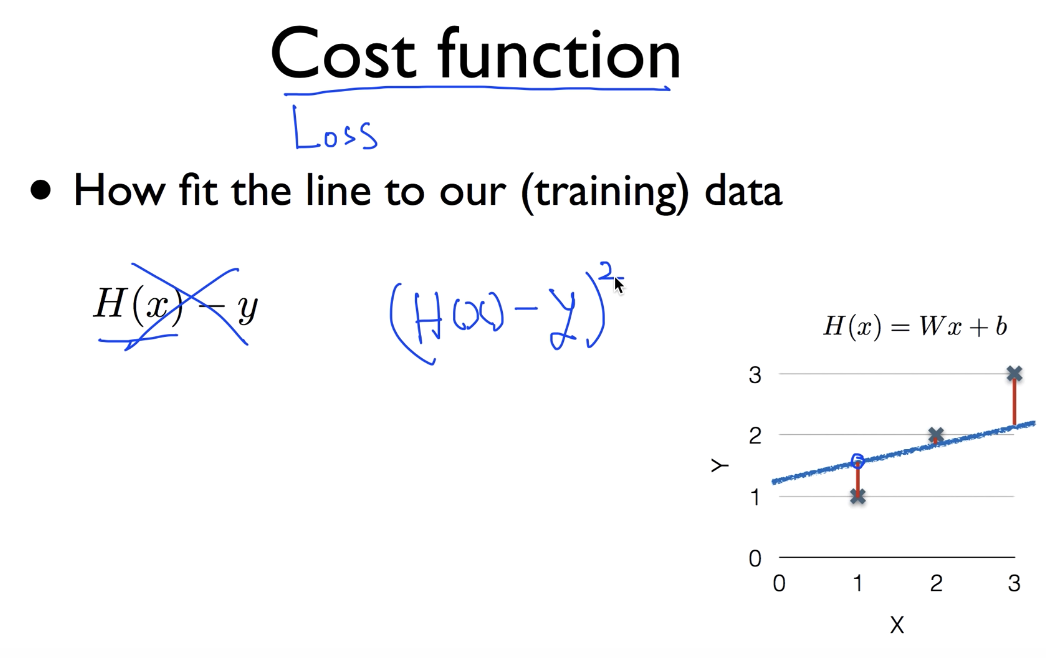 Cost function
Loss
● How fit the line to our (training) data
H(x) − y
(H(x) − y)²
H(x) = Wx + b
3
2
1
0
Y
0 1 2 3
X